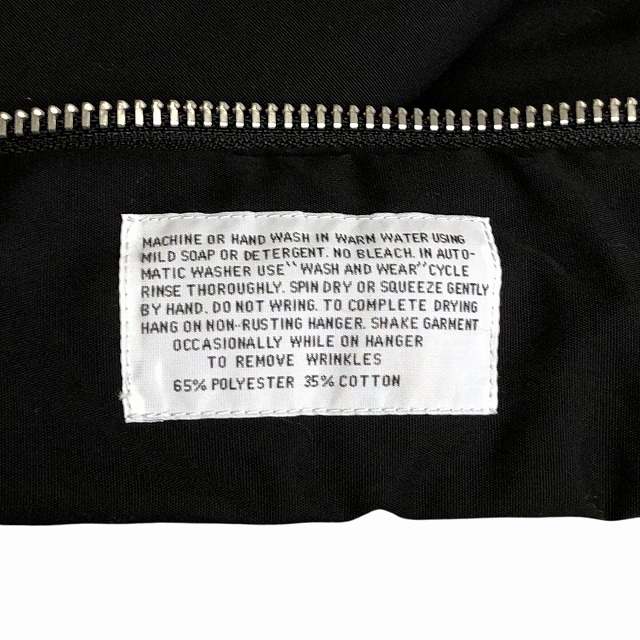 MACHINE OR HAND WASH IN WARM WATER USING
MILD SOAP OR DETERGENT. NO BLEACH. IN AUTO-
MATIC WASHER USE "WASH AND WEAR" CYCLE
RINSE THOROUGHLY. SPIN DRY OR SQUEEZE GENTLY
BY HAND. DO NOT WRING. TO COMPLETE DRYING
HANG ON NON-RUSTING HANGER. SHAKE GARMENT
OCCASIONALLY WHILE ON HANGER
TO REMOVE WRINKLES
65% POLYESTER 35% COTTON